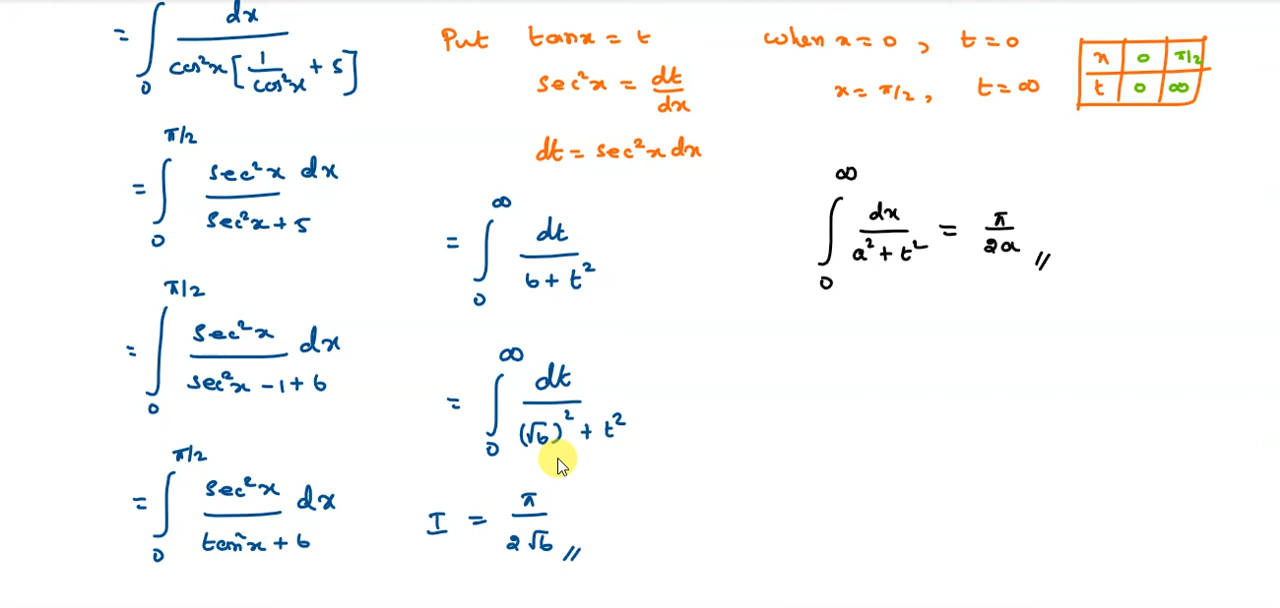 = ∫₀ dx / cos²x [1/cos²x + 5]
= ∫₀^π/2 sec²x dx / sec²x + 5
= ∫₀^π/2 sec²x / sec²x - 1 + 6 dx
= ∫₀^π/2 sec²x / tan²x + 6 dx
Put tanx = t
sec²x = dt/dx
dt = sec²x dx
= ∫₀^∞ dt / 6 + t²
= ∫₀^∞ dt / (√6)² + t²
I = π / 2√6 //
when x = 0, t = 0
x = π/2, t = ∞
x 0 π/2
t 0 ∞
∫₀^∞ dx / a² + t² = π / 2a //